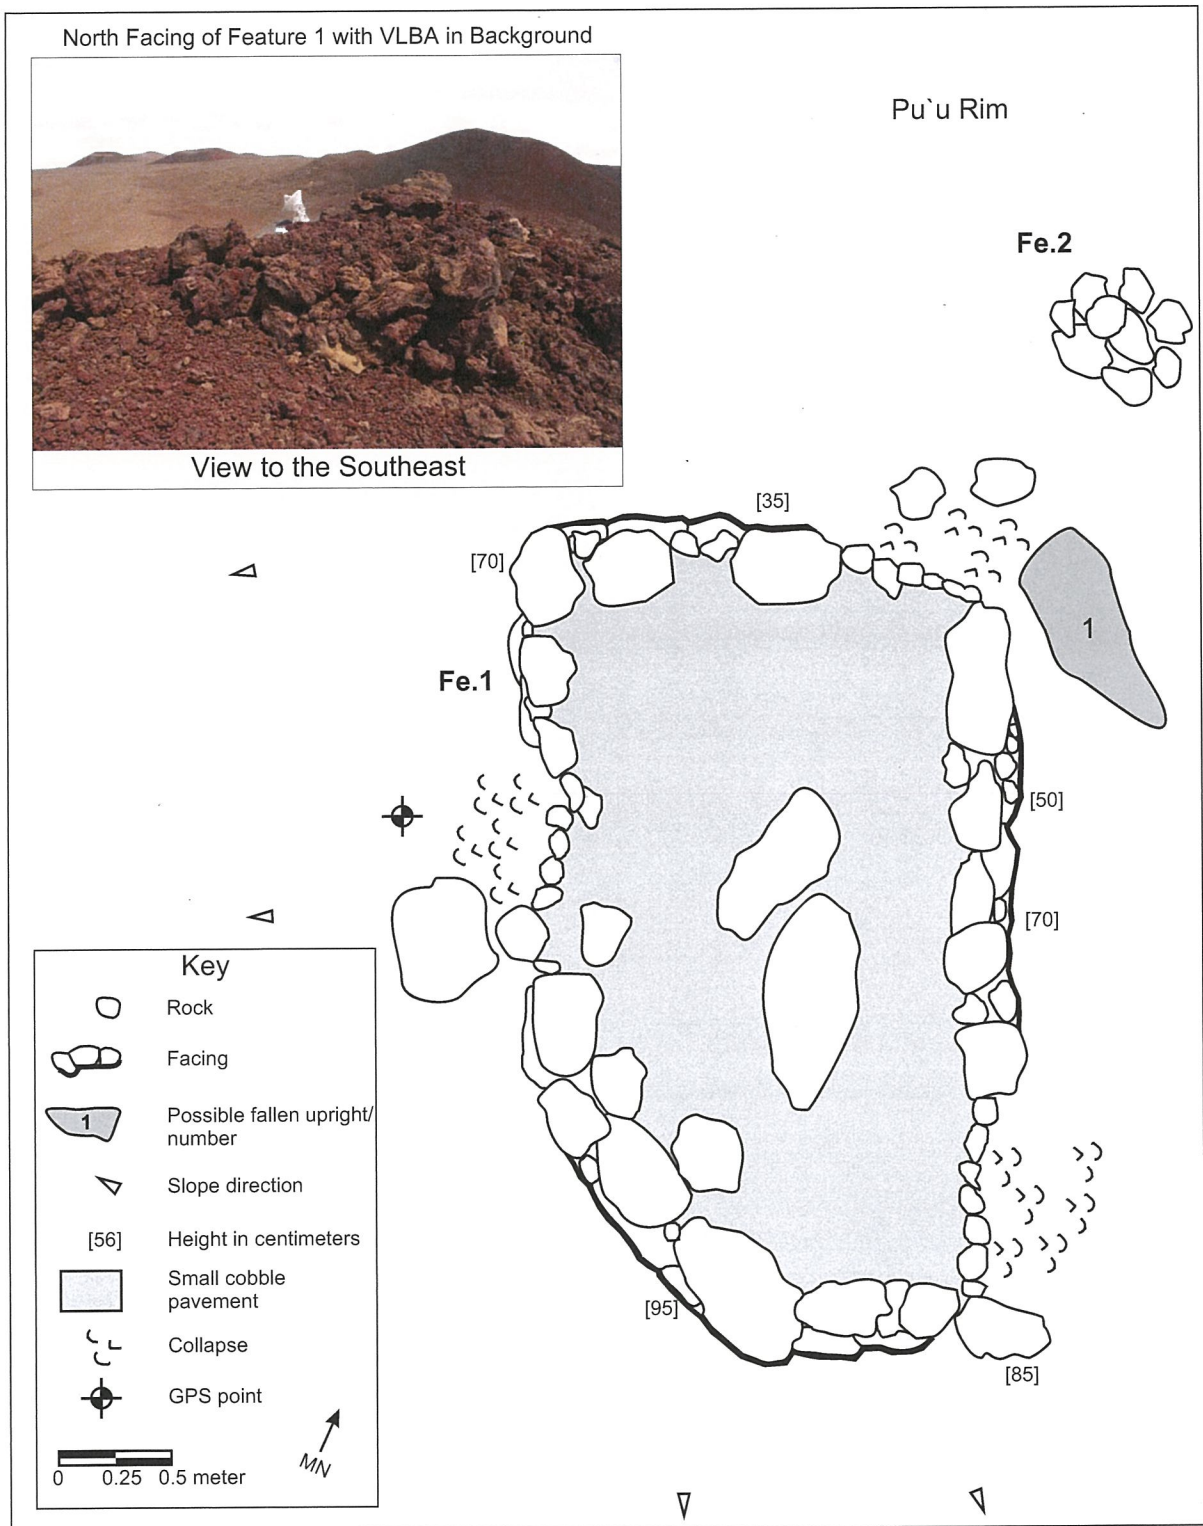 North Facing of Feature 1 with VLBA in Background
View to the Southeast
Pu`u Rim
Fe.2
[35]
[70]
1
Fe.1
[50]
[70]
[95]
[85]
Key
Rock
Facing
1
Possible fallen upright/
number
Slope direction
[56]
Height in centimeters
Small cobble
pavement
Collapse
GPS point
MN
0 0.25 0.5 meter